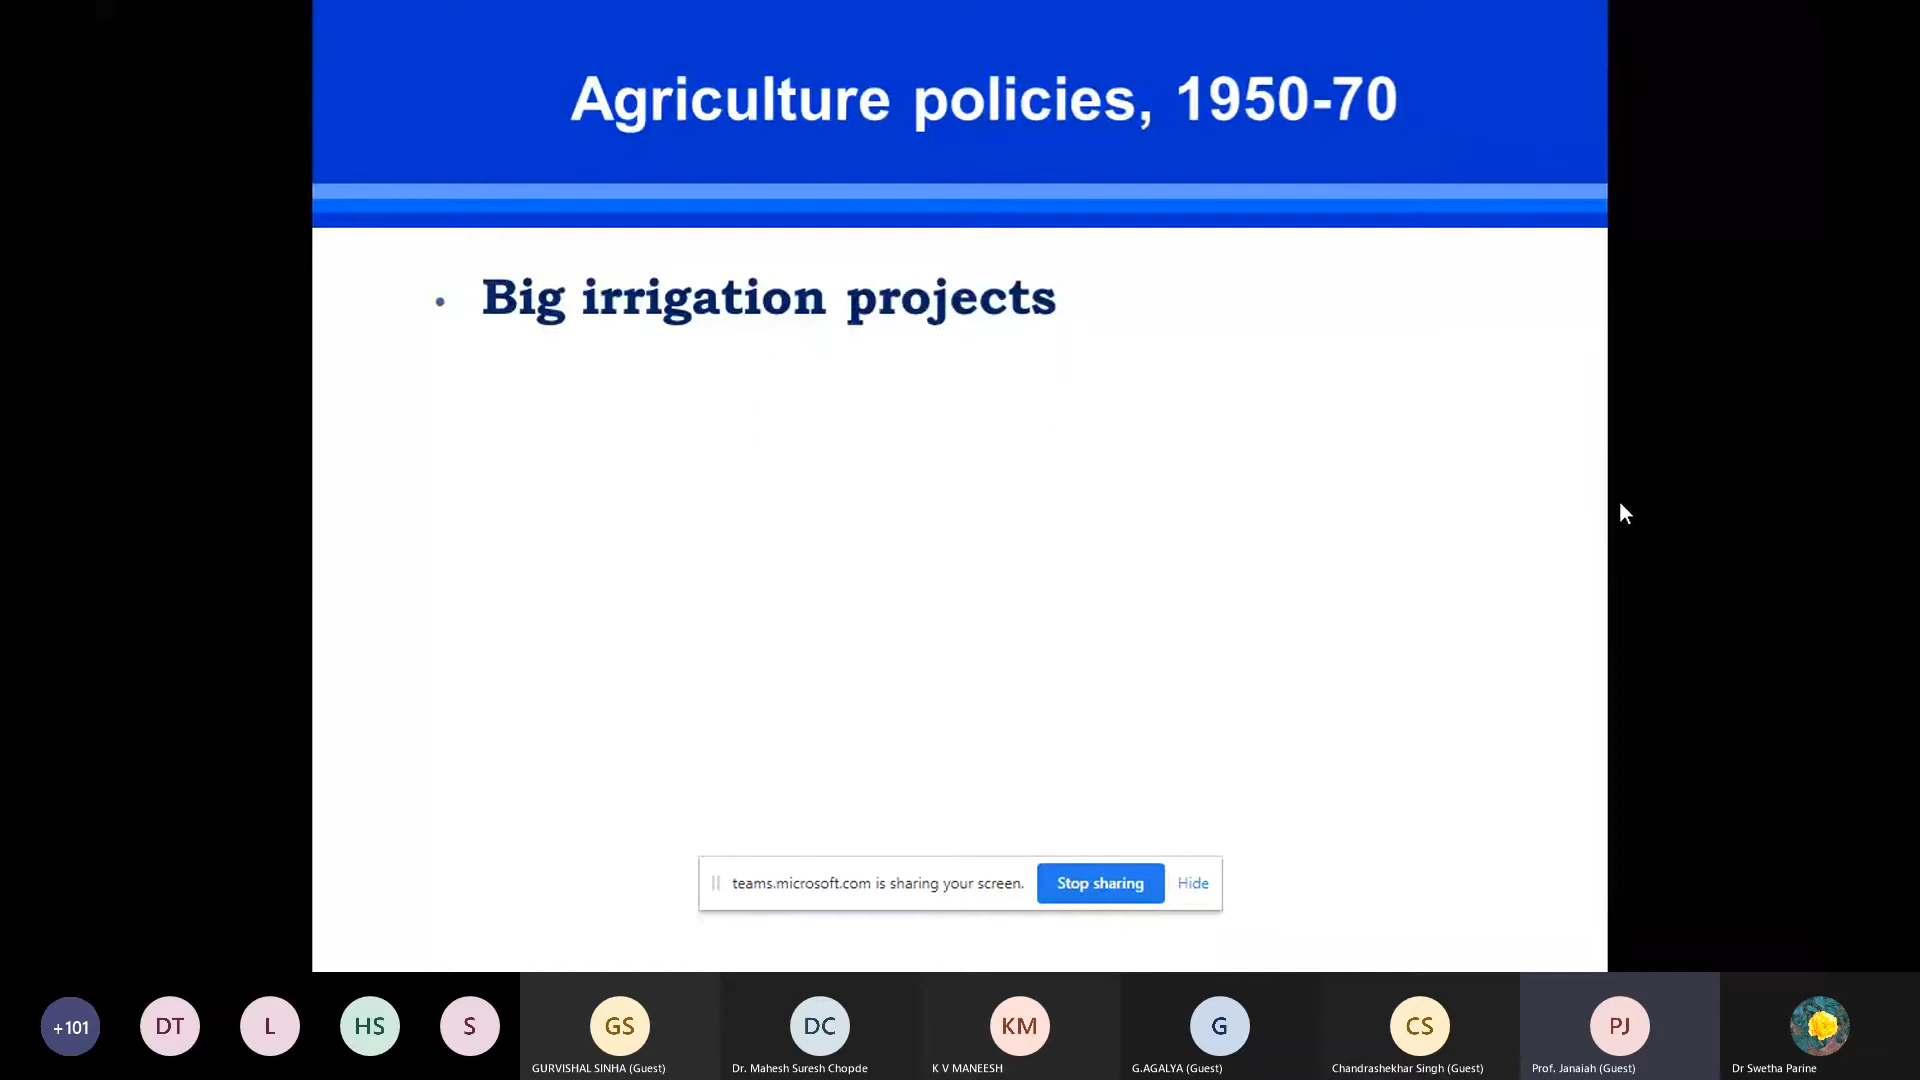 Agriculture policies, 1950-70
• Big irrigation projects
teams.microsoft.com is sharing your screen. Stop sharing Hide
+101 DT L HS S GS DC KM G CS PJ
GURVISHAL SINHA (Guest) Dr. Mahesh Suresh Chopde K V MANEESH G.AGALYA (Guest) Chandrashekhar Singh (Guest) Prof. Janaiah (Guest) Dr Swetha Parine